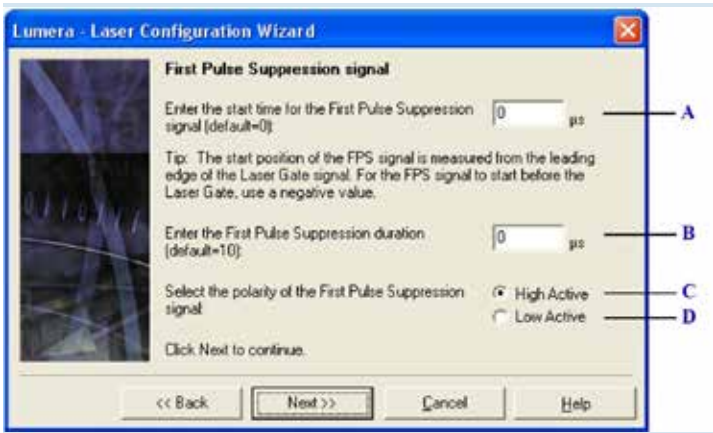 Lumera - Laser Configuration Wizard
First Pulse Suppression signal
Enter the start time for the First Pulse Suppression
signal (default=0):
0 µs
A
Tip: The start position of the FPS signal is measured from the leading
edge of the Laser Gate signal. For the FPS signal to start before the
Laser Gate, use a negative value.
Enter the First Pulse Suppression duration
(default=10):
0 µs
B
Select the polarity of the First Pulse Suppression
signal:
High Active
C
Low Active
D
Click Next to continue.
<< Back
Next >>
Cancel
Help